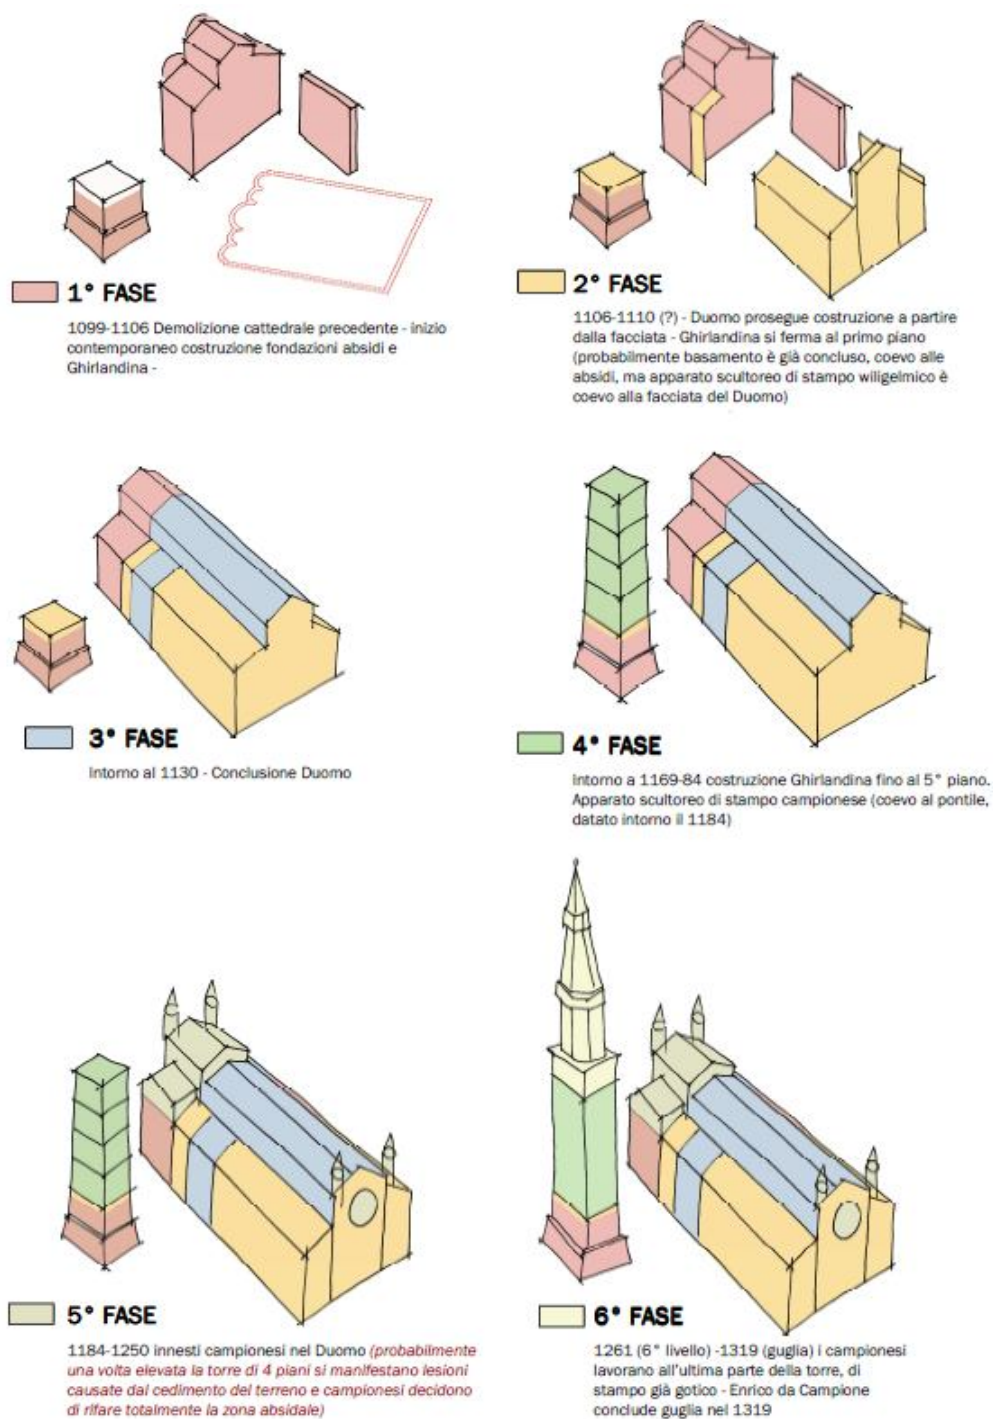 1° FASE
1099-1106 Demolizione cattedrale precedente - inizio
contemporaneo costruzione fondazioni absidi e
Ghirlandina -
2° FASE
1106-1110 (?) - Duomo prosegue costruzione a partire
dalla facciata - Ghirlandina si ferma al primo piano
(probabilmente basamento è già concluso, coevo alle
absidi, ma apparato scultoreo di stampo wiligelmico è
coevo alla facciata del Duomo)
3° FASE
Intorno al 1130 - Conclusione Duomo
4° FASE
Intorno a 1169-84 costruzione Ghirlandina fino al 5° piano.
Apparato scultoreo di stampo campionese (coevo al pontile,
datato intorno il 1184)
5° FASE
1184-1250 innesti campionesi nel Duomo (probabilmente
una volta elevata la torre di 4 piani si manifestano lesioni
causate dal cedimento del terreno e campionesi decidono
di rifare totalmente la zona absidale)
6° FASE
1261 (6° livello) -1319 (guglia) i campionesi
lavorano all'ultima parte della torre, di
stampo già gotico - Enrico da Campione
conclude guglia nel 1319